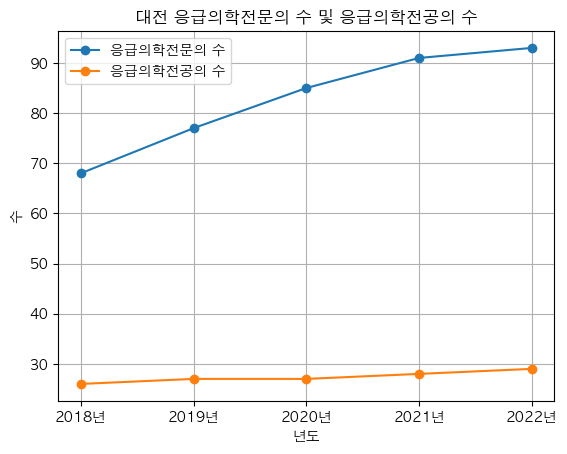 대전 응급의학전문의 수 및 응급의학전공의 수
응급의학전문의 수
응급의학전공의 수
90
80
70
60
50
40
30
수
2018년 2019년 2020년 2021년 2022년
년도